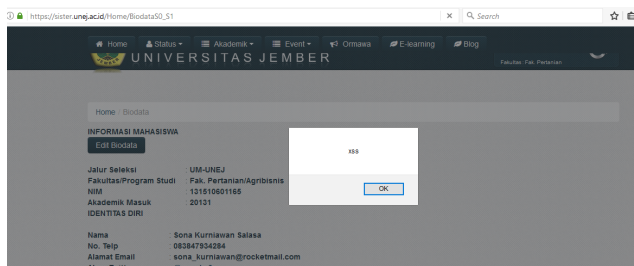 https://sister.unej.ac.id/Home/BiodataS0_S1
Search
Home Status Akademik Event Ormawa E-learning Blog
UNIVERSITAS JEMBER
Fakultas : Fak. Pertanian
Home / Biodata
INFORMASI MAHASISWA
Edit Biodata
xss
OK
Jalur Seleksi : UM-UNEJ
Fakultas/Program Studi : Fak. Pertanian/Agribisnis
NIM : 131510601165
Akademik Masuk : 20131
IDENTITAS DIRI
Nama : Sona Kurniawan Salasa
No. Telp : 083847934284
Alamat Email : sona_kurniawan@rocketmail.com